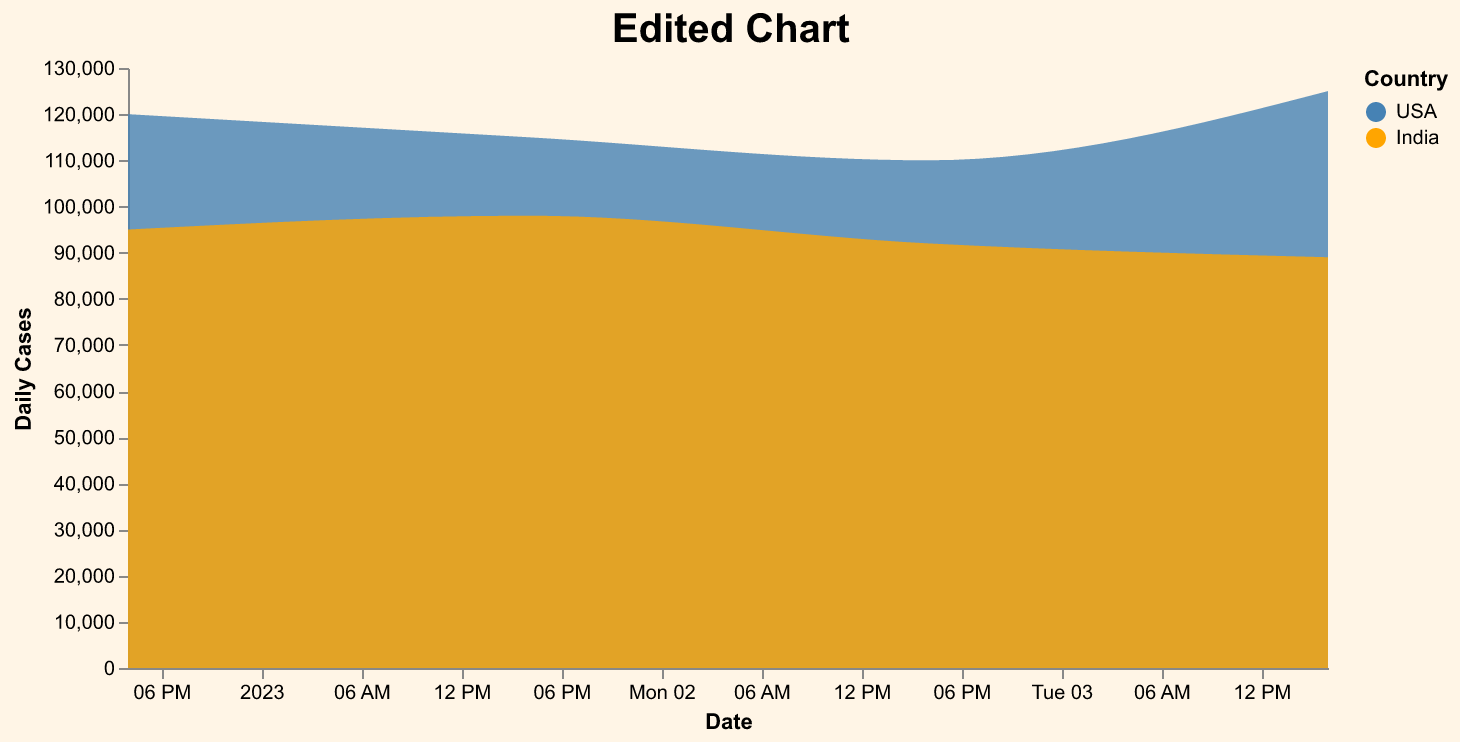 Edited Chart
130,000
120,000
110,000
100,000
90,000
80,000
70,000
60,000
50,000
40,000
30,000
20,000
10,000
0
Daily Cases
06 PM 2023 06 AM 12 PM 06 PM Mon 02 06 AM 12 PM 06 PM Tue 03 06 AM 12 PM
Date
Country
USA
India